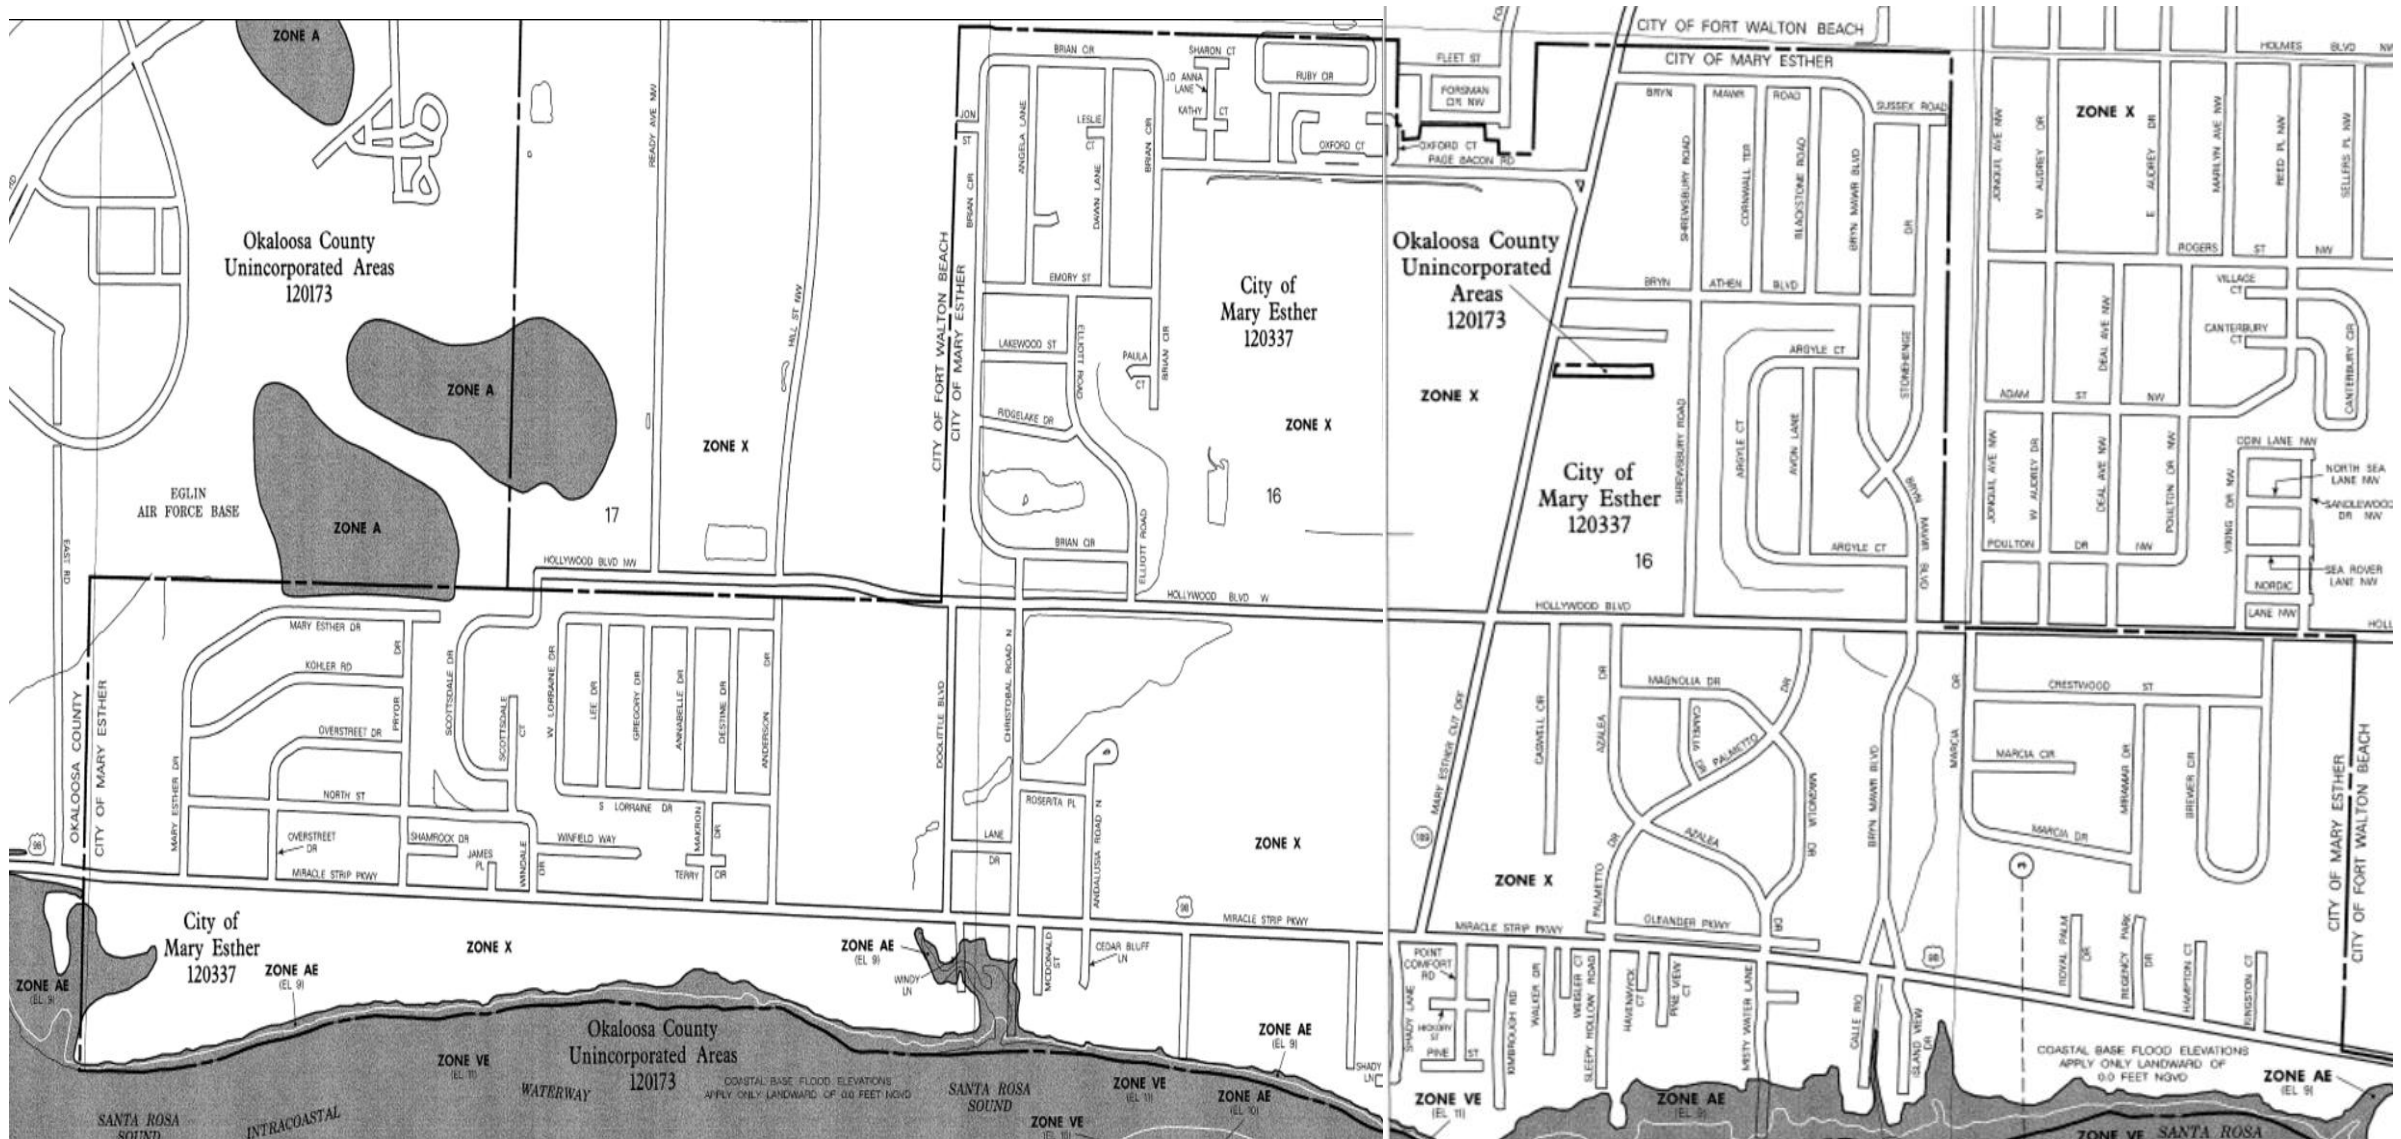 ZONE A
READY AVE NW
HILL ST NW
Okaloosa County
Unincorporated Areas
120173
ZONE A
ZONE A
ZONE X
EGLIN
AIR FORCE BASE
17
EAST RD
HOLLYWOOD BLVD NW
CITY OF FORT WALTON BEACH
CITY OF MARY ESTHER
BRIAN CIR
SHARON CT
JO ANNA
LANE
RUBY CIR
KATHY CT
OXFORD CT
JON
ST
ANGELA LANE
LESLIE
CT
DAWN LANE
BRIAN CIR
BRIAN CIR
EMORY ST
City of
Mary Esther
120337
LAKEWOOD ST
ELLIOTT ROAD
PAULA
CT
BRIAN CIR
RIDGELAKE DR
ZONE X
16
BRIAN CIR
ELLIOTT ROAD
HOLLYWOOD BLVD W
OKALOOSA COUNTY
CITY OF MARY ESTHER
MARY ESTHER DR
KOHLER RD
OVERSTREET DR
PRYOR
DR
MARY ESTHER DR
NORTH ST
OVERSTREET
DR
SCOTTSDALE DR
SCOTTSDALE
CT
W LORRAINE DR
LEE DR
GREGORY DR
ANNABELLE DR
DESTINE DR
ANDERSON
DR
S LORRAINE DR
SHAMROCK DR
JAMES
PL
WINDALE
DR
WINFIELD WAY
MAKRON
DR
TERRY
CIR
MIRACLE STRIP PKWY
98
DOOLITTLE BLVD
CHRISTOBAL ROAD N
ROSERITA PL
LANE
DR
ANDALUSIA ROAD N
ZONE X
98
MIRACLE STRIP PKWY
City of
Mary Esther
120337
ZONE X
ZONE AE
(EL 9)
ZONE AE
(EL 9)
ZONE AE
(EL 9)
WINDY
LN
MCDONALD
ST
CEDAR BLUFF
LN
ZONE AE
(EL 9)
SHADY
LN
Okaloosa County
Unincorporated Areas
120173
ZONE VE
(EL 11)
WATERWAY
COASTAL BASE FLOOD ELEVATIONS
APPLY ONLY LANDWARD OF 0.0 FEET NGVD
SANTA ROSA
SOUND
ZONE VE
(EL 11)
ZONE AE
(EL 10)
ZONE VE
SANTA ROSA
SOUND
INTRACOASTAL
CITY OF FORT WALTON BEACH
CITY OF MARY ESTHER
FLEET ST
FORSMAN
DR NW
OXFORD CT
PAGE BACON RD
BRYN MAWR ROAD
SUSSEX ROAD
SHREWSBURY ROAD
CORNWALL TER
BLACKSTONE ROAD
BRYN MAWR BLVD
DR
STONEHENGE
Okaloosa County
Unincorporated
Areas
120173
BRYN ATHEN BLVD
ZONE X
City of
Mary Esther
120337
16
SHREWSBURY ROAD
ARGYLE CT
ARGYLE CT
AVON LANE
ARGYLE CT
BRYN MAWR BLVD
HOLLYWOOD BLVD
HOLMES BLVD NW
ZONE X
JONQUIL AVE NW
W AUDREY DR
E AUDREY DR
MARILYN AVE NW
REED PL NW
SELLERS PL NW
ROGERS ST NW
VILLAGE
CT
CANTERBURY
CT
CANTERBURY CIR
DEAL AVE NW
ADAM ST NW
JONQUIL AVE NW
W AUDREY DR
DEAL AVE NW
POULTON DR NW
POULTON DR NW
ODIN LANE NW
NORTH SEA
LANE NW
SANDLEWOOD
DR NW
VIKING DR NW
SEA ROVER
LANE NW
NORDIC
LANE NW
HOLL
MARY ESTHER CUT OFF
189
CASWELL CIR
AZALEA
DR
MAGNOLIA DR
DR
CAMELIA
DR
PALMETTO
MAGNOLIA DR
AZALEA
DR
PALMETTO
DR
OLEANDER PKWY
BRYN MAWR BLVD
ZONE X
MIRACLE STRIP PKWY
MARCIA
DR
CRESTWOOD ST
MARCIA CIR
MIRAMAR DR
BREWER CIR
MARCIA DR
3
CITY OF MARY ESTHER
CITY OF FORT WALTON BEACH
98
POINT
COMFORT
RD
SHADY LANE
HICKORY
ST
PINE ST
KIMBROUGH RD
WALKER DR
WEISLER CT
SLEEPY HOLLOW ROAD
HAVENWYCK
CT
PINE VIEW
CT
MISTY WATER LANE
CALLE RIO
ISLAND VIEW
DR
ROYAL PALM
DR
REGENCY PARK
DR
HAMPTON CT
KINGSTON CT
COASTAL BASE FLOOD ELEVATIONS
APPLY ONLY LANDWARD OF
0.0 FEET NGVD
ZONE AE
(EL 9)
ZONE VE
(EL 11)
ZONE AE
(EL 9)
ZONE VE
SANTA ROSA